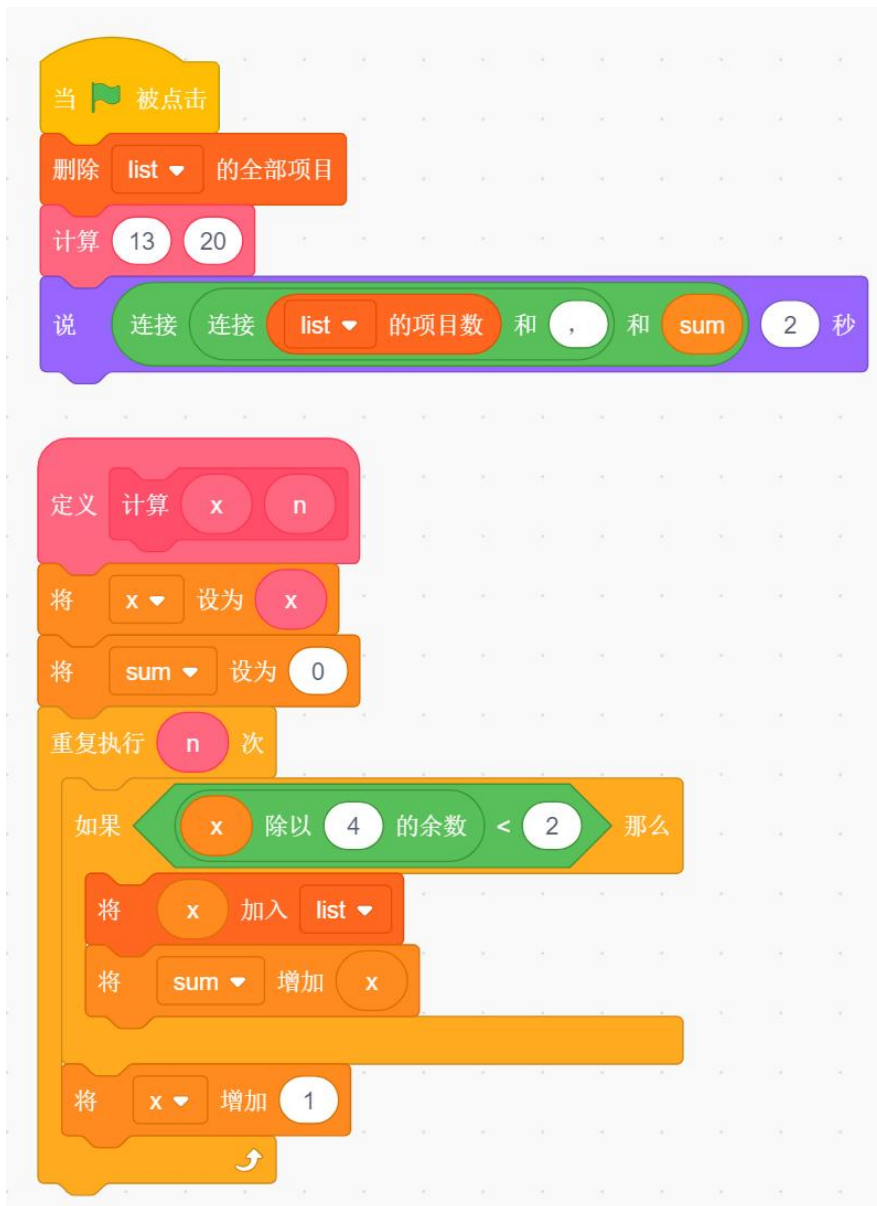 当 被点击
删除 list 的全部项目
计算 13 20
说 连接 连接 list 的项目数 和 , 和 sum 2 秒
定义 计算 x n
将 x 设为 x
将 sum 设为 0
重复执行 n 次
如果 x 除以 4 的余数 < 2 那么
将 x 加入 list
将 sum 增加 x
将 x 增加 1